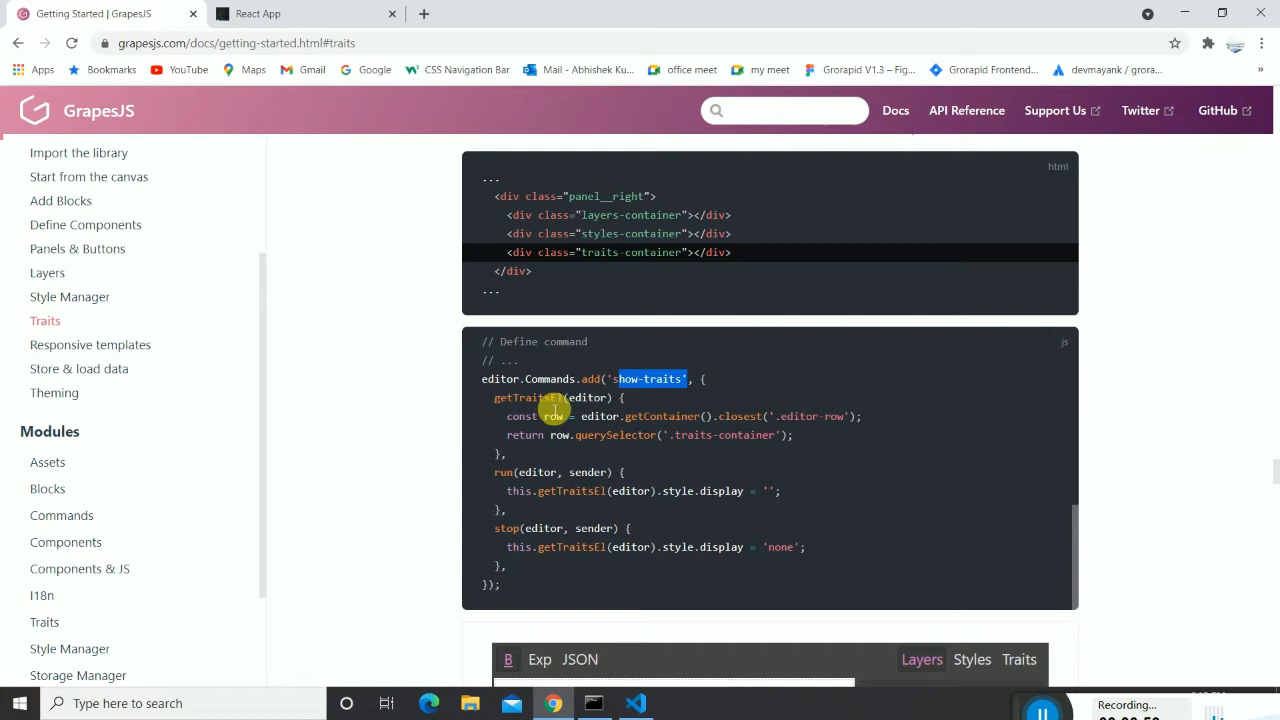 Getting Started | GrapesJS
React App
grapesjs.com/docs/getting-started.html#traits
Apps
Bookmarks
YouTube
Maps
Gmail
Google
CSS Navigation Bar
Mail - Abhishek Ku...
office meet
my meet
Grorapid V1.3 – Fig...
Grorapid Frontend...
devmayank / grora...
»
GrapesJS
Docs
API Reference
Support Us
Twitter
GitHub
Import the library
Start from the canvas
Add Blocks
Define Components
Panels & Buttons
Layers
Style Manager
Traits
Responsive templates
Store & load data
Theming
Modules
Assets
Blocks
Commands
Components
Components & JS
I18n
Traits
Style Manager
Storage Manager
html
...
<div class="panel__right">
<div class="layers-container"></div>
<div class="styles-container"></div>
<div class="traits-container"></div>
</div>
...
js
// Define command
// ...
editor.Commands.add('show-traits', {
getTraitsEl(editor) {
const row = editor.getContainer().closest('.editor-row');
return row.querySelector('.traits-container');
},
run(editor, sender) {
this.getTraitsEl(editor).style.display = '';
},
stop(editor, sender) {
this.getTraitsEl(editor).style.display = 'none';
},
});
B Exp JSON
Layers Styles Traits
Type here to search
Recording...